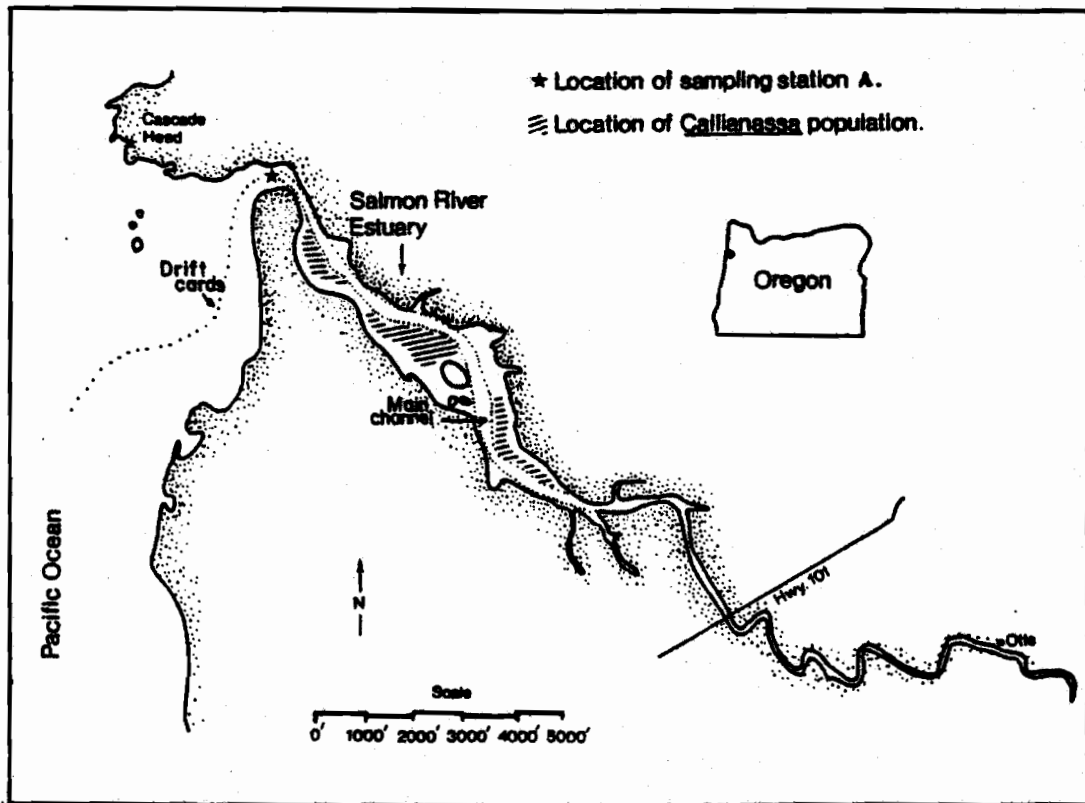 ★ Location of sampling station A.
Location of Callianassa population.
Cascade
Head
Salmon River
Estuary
Drift
cards
Oregon
Main
channel
Pacific Ocean
N
Hwy. 101
Otis
Scale
0' 1000' 2000' 3000' 4000' 5000'